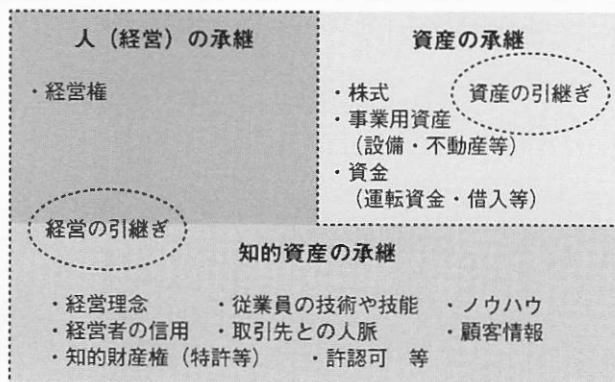 人（経営）の承継
・経営権
資産の承継
・株式
資産の引継ぎ
・事業用資産
（設備・不動産等）
・資金
（運転資金・借入等）
経営の引継ぎ
知的資産の承継
・経営理念　・従業員の技術や技能　・ノウハウ
・経営者の信用　・取引先との人脈　・顧客情報
・知的財産権（特許等）　・許認可　等